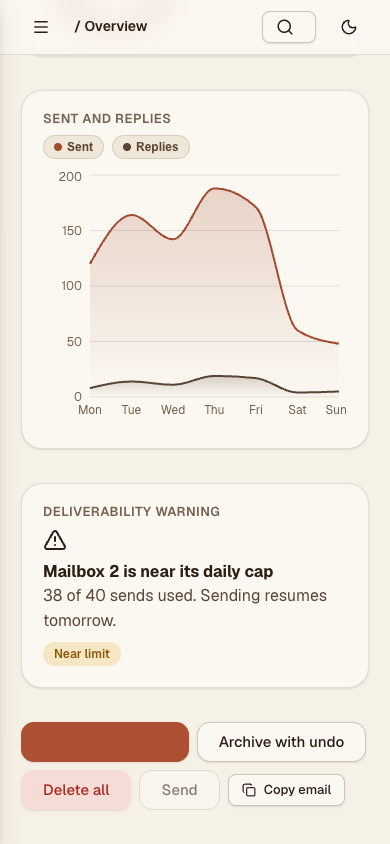 / Overview
SENT AND REPLIES
Sent
Replies
200
150
100
50
0
Mon Tue Wed Thu Fri Sat Sun
DELIVERABILITY WARNING
Mailbox 2 is near its daily cap
38 of 40 sends used. Sending resumes
tomorrow.
Near limit
Archive with undo
Delete all
Send
Copy email